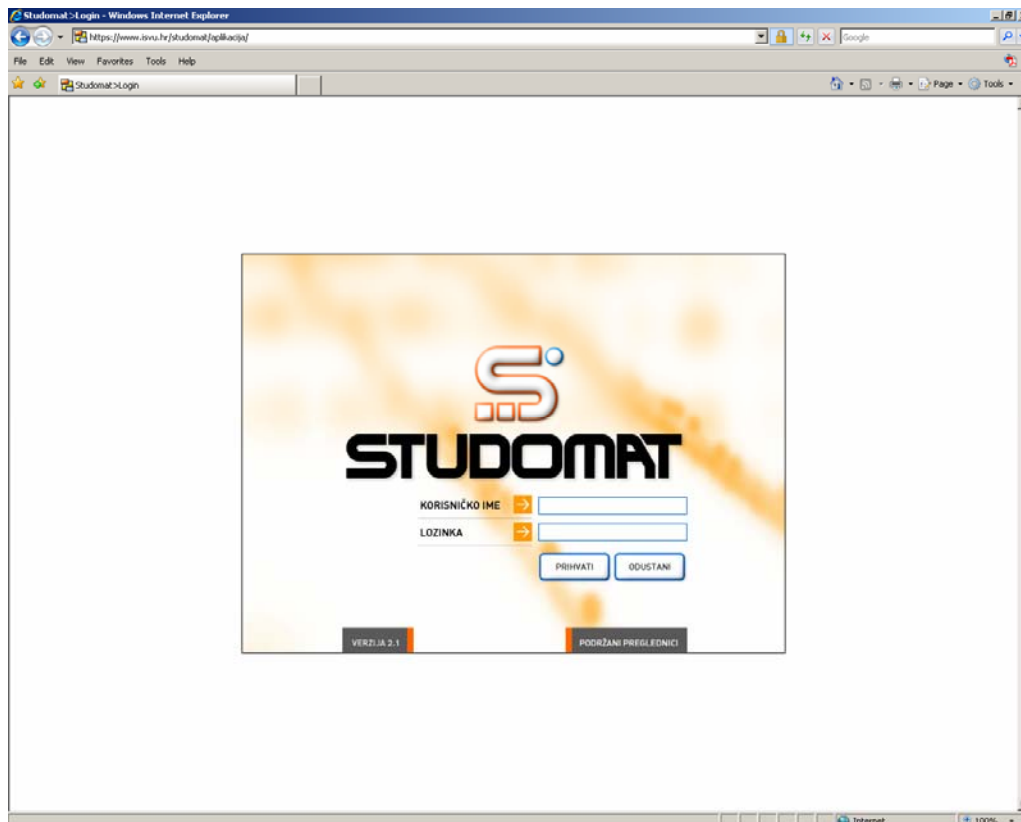 Studomat>Login - Windows Internet Explorer
https://www.isvu.hr/studomat/aplikacija/
Google
File Edit View Favorites Tools Help
Studomat>Login
Page Tools
STUDOMAT
KORISNIČKO IME
LOZINKA
PRIHVATI ODUSTANI
VERZIJA 2.1 PODRŽANI PREGLEDNICI
Internet 100%